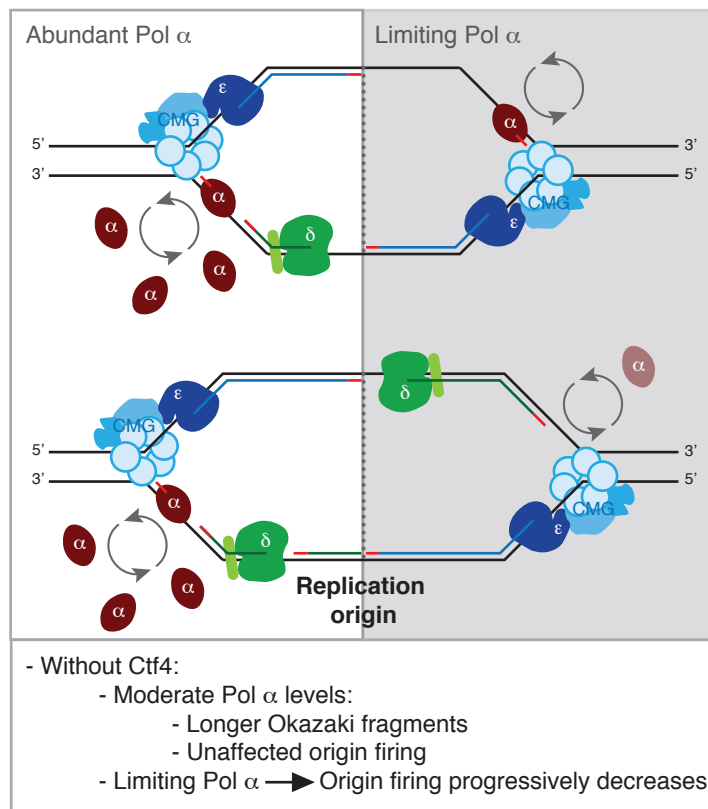 Abundant Pol α
Limiting Pol α
ε
CMG
α
5’
3’
3’
5’
α
CMG
ε
α
α
α
δ
α
δ
ε
CMG
5’
3’
3’
5’
α
CMG
ε
α
α
α
δ
α
Replication
origin
- Without Ctf4:
- Moderate Pol α levels:
- Longer Okazaki fragments
- Unaffected origin firing
- Limiting Pol α → Origin firing progressively decreases